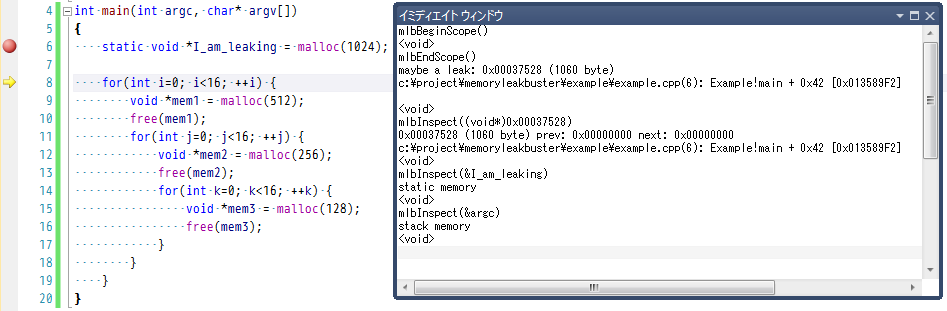 4 int main(int argc, char* argv[])
5 {
6 static void *I_am_leaking = malloc(1024);
7
8 for(int i=0; i<16; ++i) {
9 void *mem1 = malloc(512);
10 free(mem1);
11 for(int j=0; j<16; ++j) {
12 void *mem2 = malloc(256);
13 free(mem2);
14 for(int k=0; k<16; ++k) {
15 void *mem3 = malloc(128);
16 free(mem3);
17 }
18 }
19 }
20 }
イミディエイト ウィンドウ
mlbBeginScope()
<void>
mlbEndScope()
maybe a leak: 0x00037528 (1060 byte)
c:¥project¥memoryleakbuster¥example¥example.cpp(6): Example!main + 0x42 [0x013589F2]
<void>
mlbInspect((void*)0x00037528)
0x00037528 (1060 byte) prev: 0x00000000 next: 0x00000000
c:¥project¥memoryleakbuster¥example¥example.cpp(6): Example!main + 0x42 [0x013589F2]
<void>
mlbInspect(&I_am_leaking)
static memory
<void>
mlbInspect(&argc)
stack memory
<void>